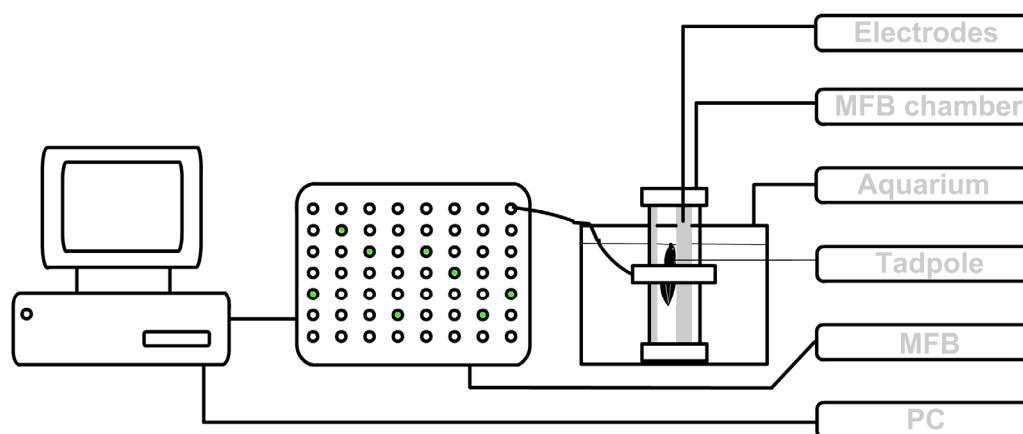 Electrodes
MFB chamber
Aquarium
Tadpole
MFB
PC